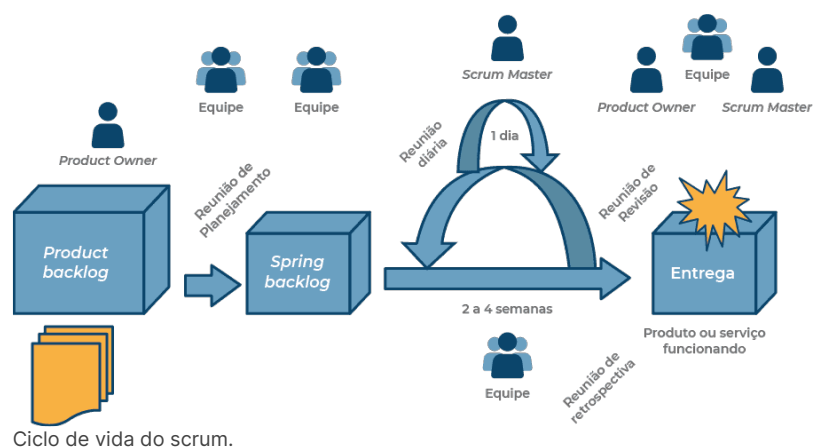 Equipe
Equipe
Product Owner
Reunião de
Planejamento
Scrum Master
Reunião
diária
1 dia
Equipe
Product Owner
Scrum Master
Reunião de
Revisão
Product
backlog
Spring
backlog
Entrega
2 a 4 semanas
Produto ou serviço
funcionando
Equipe
Reunião de
retrospectiva
Ciclo de vida do scrum.